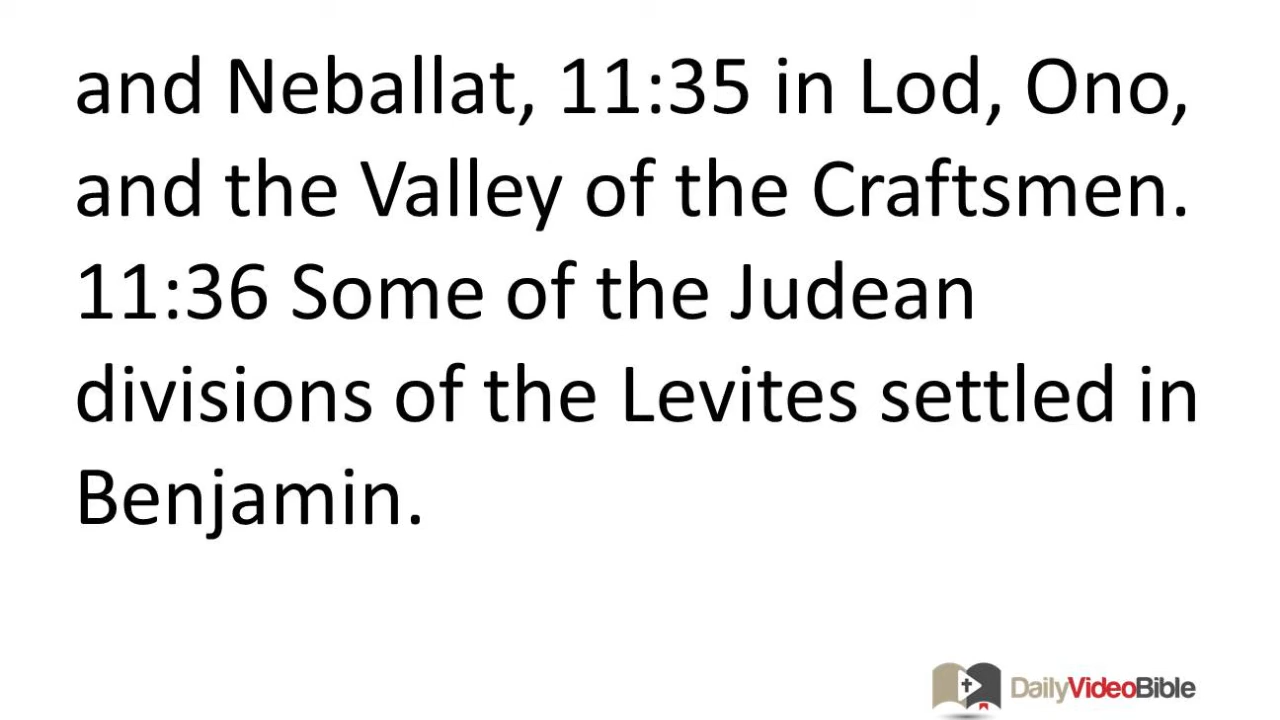 and Neballat, 11:35 in Lod, Ono,
and the Valley of the Craftsmen.
11:36 Some of the Judean
divisions of the Levites settled in
Benjamin.
DailyVideoBible